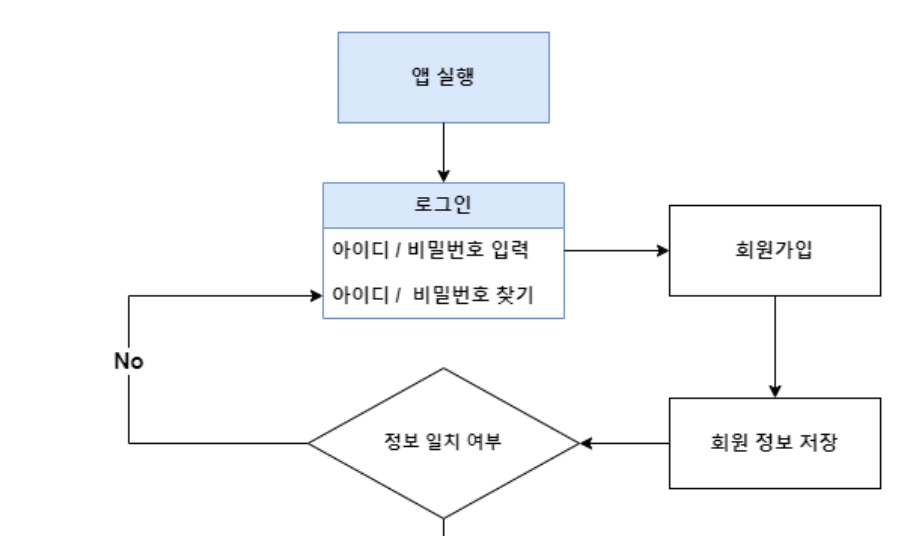 앱 실행
로그인
아이디 / 비밀번호 입력
회원가입
아이디 /  비밀번호 찾기
No
정보 일치 여부
회원 정보 저장